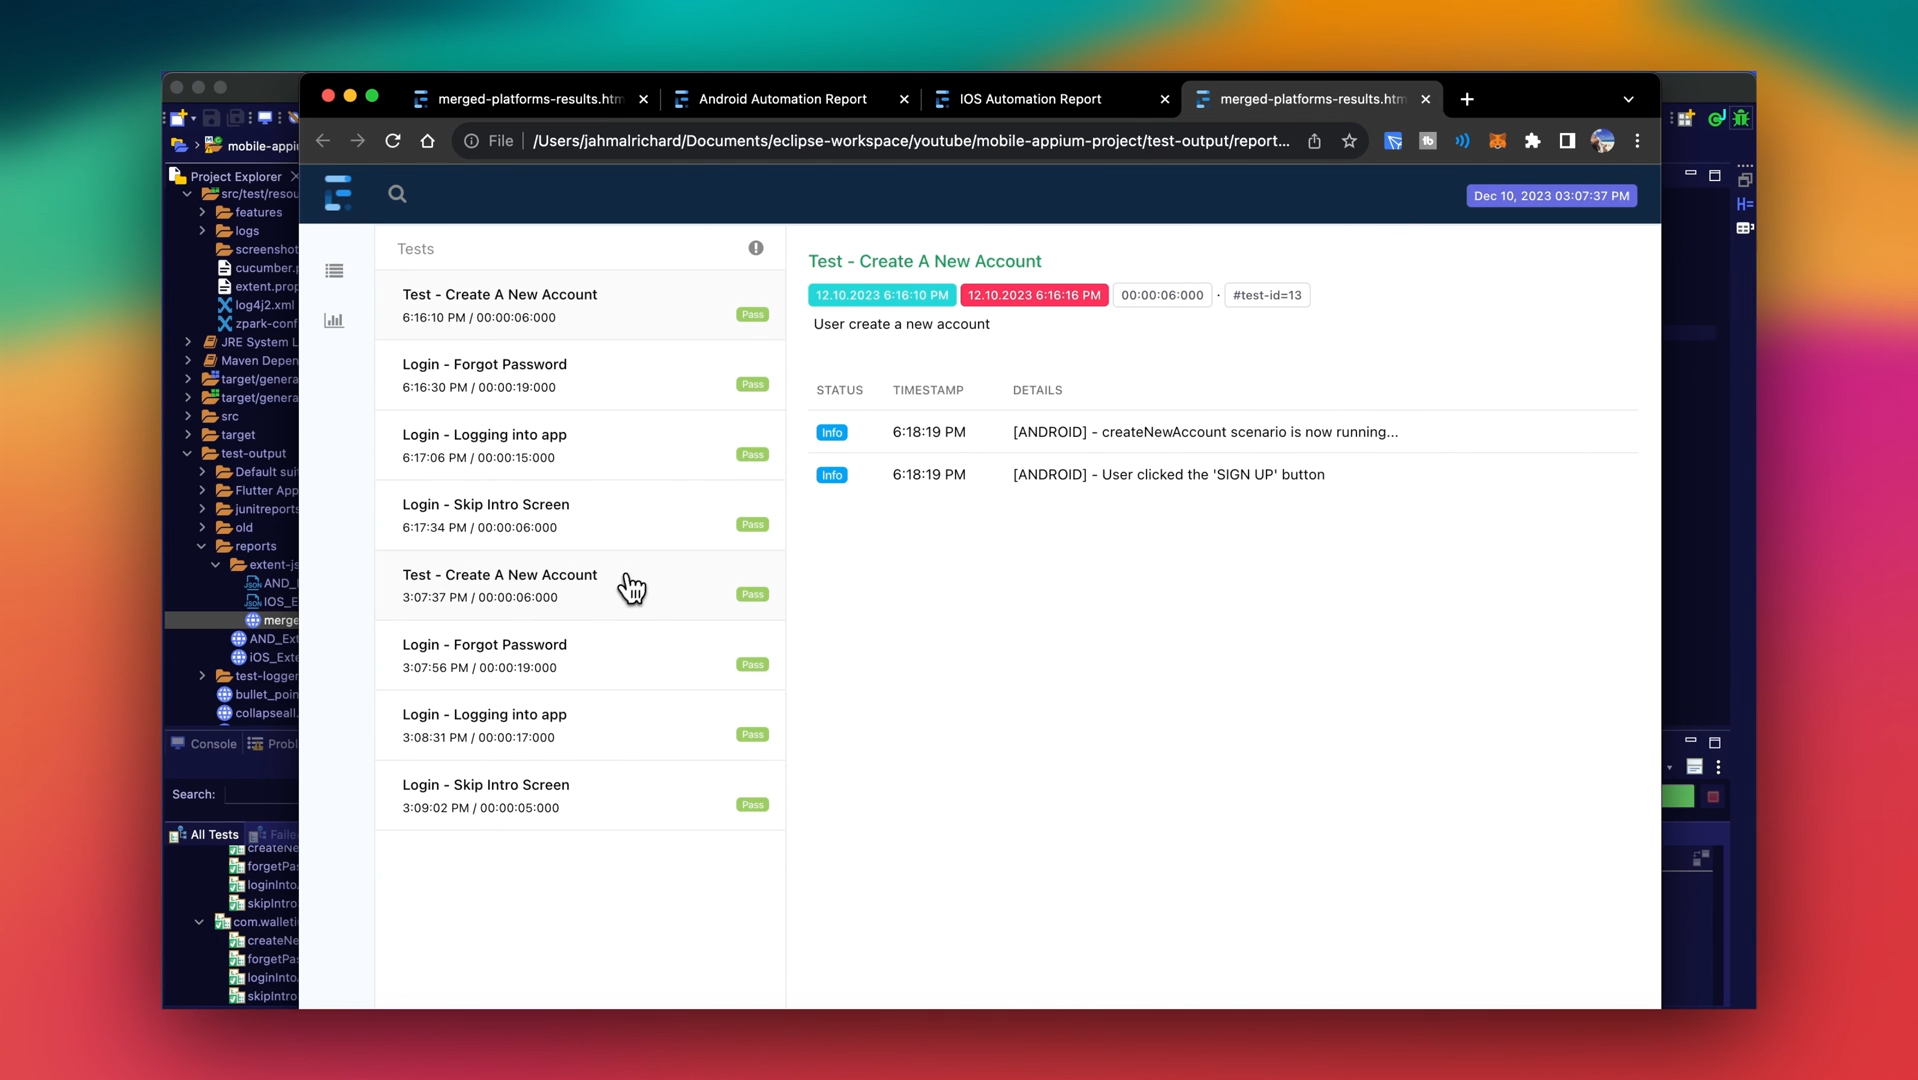 merged-platforms-results.htm
Android Automation Report
IOS Automation Report
merged-platforms-results.htm
File
/Users/jahmalrichard/Documents/eclipse-workspace/youtube/mobile-appium-project/test-output/report...
Dec 10, 2023 03:07:37 PM
mobile-appiu
Project Explorer
src/test/resou
features
logs
screenshot
cucumber.p
extent.prop
log4j2.xml
zpark-conf
JRE System L
Maven Depen
target/genera
target/genera
src
target
test-output
Default suit
Flutter App
junitreports
old
reports
extent-js
AND_
IOS_E
merge
AND_Ext
iOS_Exte
test-logger
bullet_poin
collapseall.
Console
Probl
Search:
All Tests
Failed
createNe
forgetPas
loginInto
skipIntro
com.walleti
createNe
forgetPas
loginInto
skipIntro
Tests
Test - Create A New Account
6:16:10 PM / 00:00:06:000
Pass
Login - Forgot Password
6:16:30 PM / 00:00:19:000
Pass
Login - Logging into app
6:17:06 PM / 00:00:15:000
Pass
Login - Skip Intro Screen
6:17:34 PM / 00:00:06:000
Pass
Test - Create A New Account
3:07:37 PM / 00:00:06:000
Pass
Login - Forgot Password
3:07:56 PM / 00:00:19:000
Pass
Login - Logging into app
3:08:31 PM / 00:00:17:000
Pass
Login - Skip Intro Screen
3:09:02 PM / 00:00:05:000
Pass
Test - Create A New Account
12.10.2023 6:16:10 PM 12.10.2023 6:16:16 PM 00:00:06:000 · #test-id=13
User create a new account
STATUS TIMESTAMP DETAILS
Info 6:18:19 PM [ANDROID] - createNewAccount scenario is now running...
Info 6:18:19 PM [ANDROID] - User clicked the 'SIGN UP' button